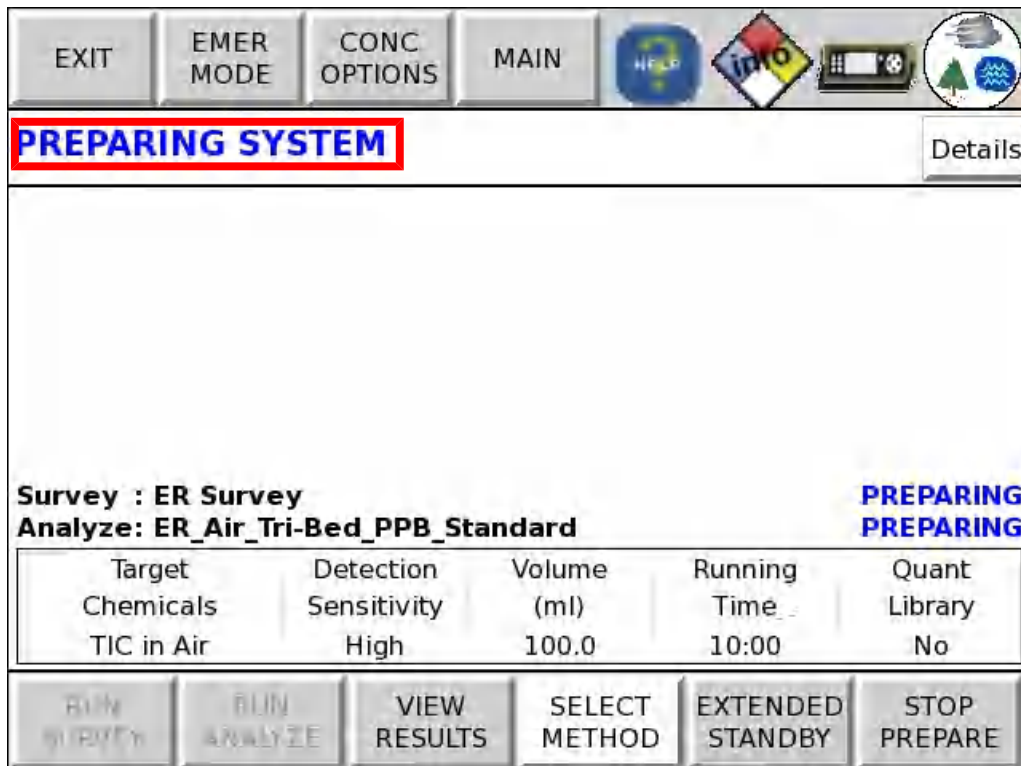 EXIT
EMER
MODE
CONC
OPTIONS
MAIN
HELP
info
PREPARING SYSTEM
Details
Survey : ER Survey PREPARING
Analyze: ER_Air_Tri-Bed_PPB_Standard PREPARING
Target Detection Volume Running Quant
Chemicals Sensitivity (ml) Time Library
TIC in Air High 100.0 10:00 No
RUN
SURVEY
RUN
ANALYZE
VIEW
RESULTS
SELECT
METHOD
EXTENDED
STANDBY
STOP
PREPARE